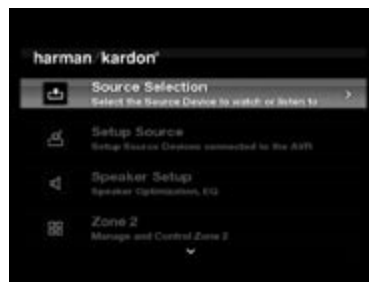 harman/kardon®
Source Selection
Select the Source Device to watch or listen to
Setup Source
Setup Source Devices connected to the AVR
Speaker Setup
Speaker Optimization, EQ
Zone 2
Manage and Control Zone 2